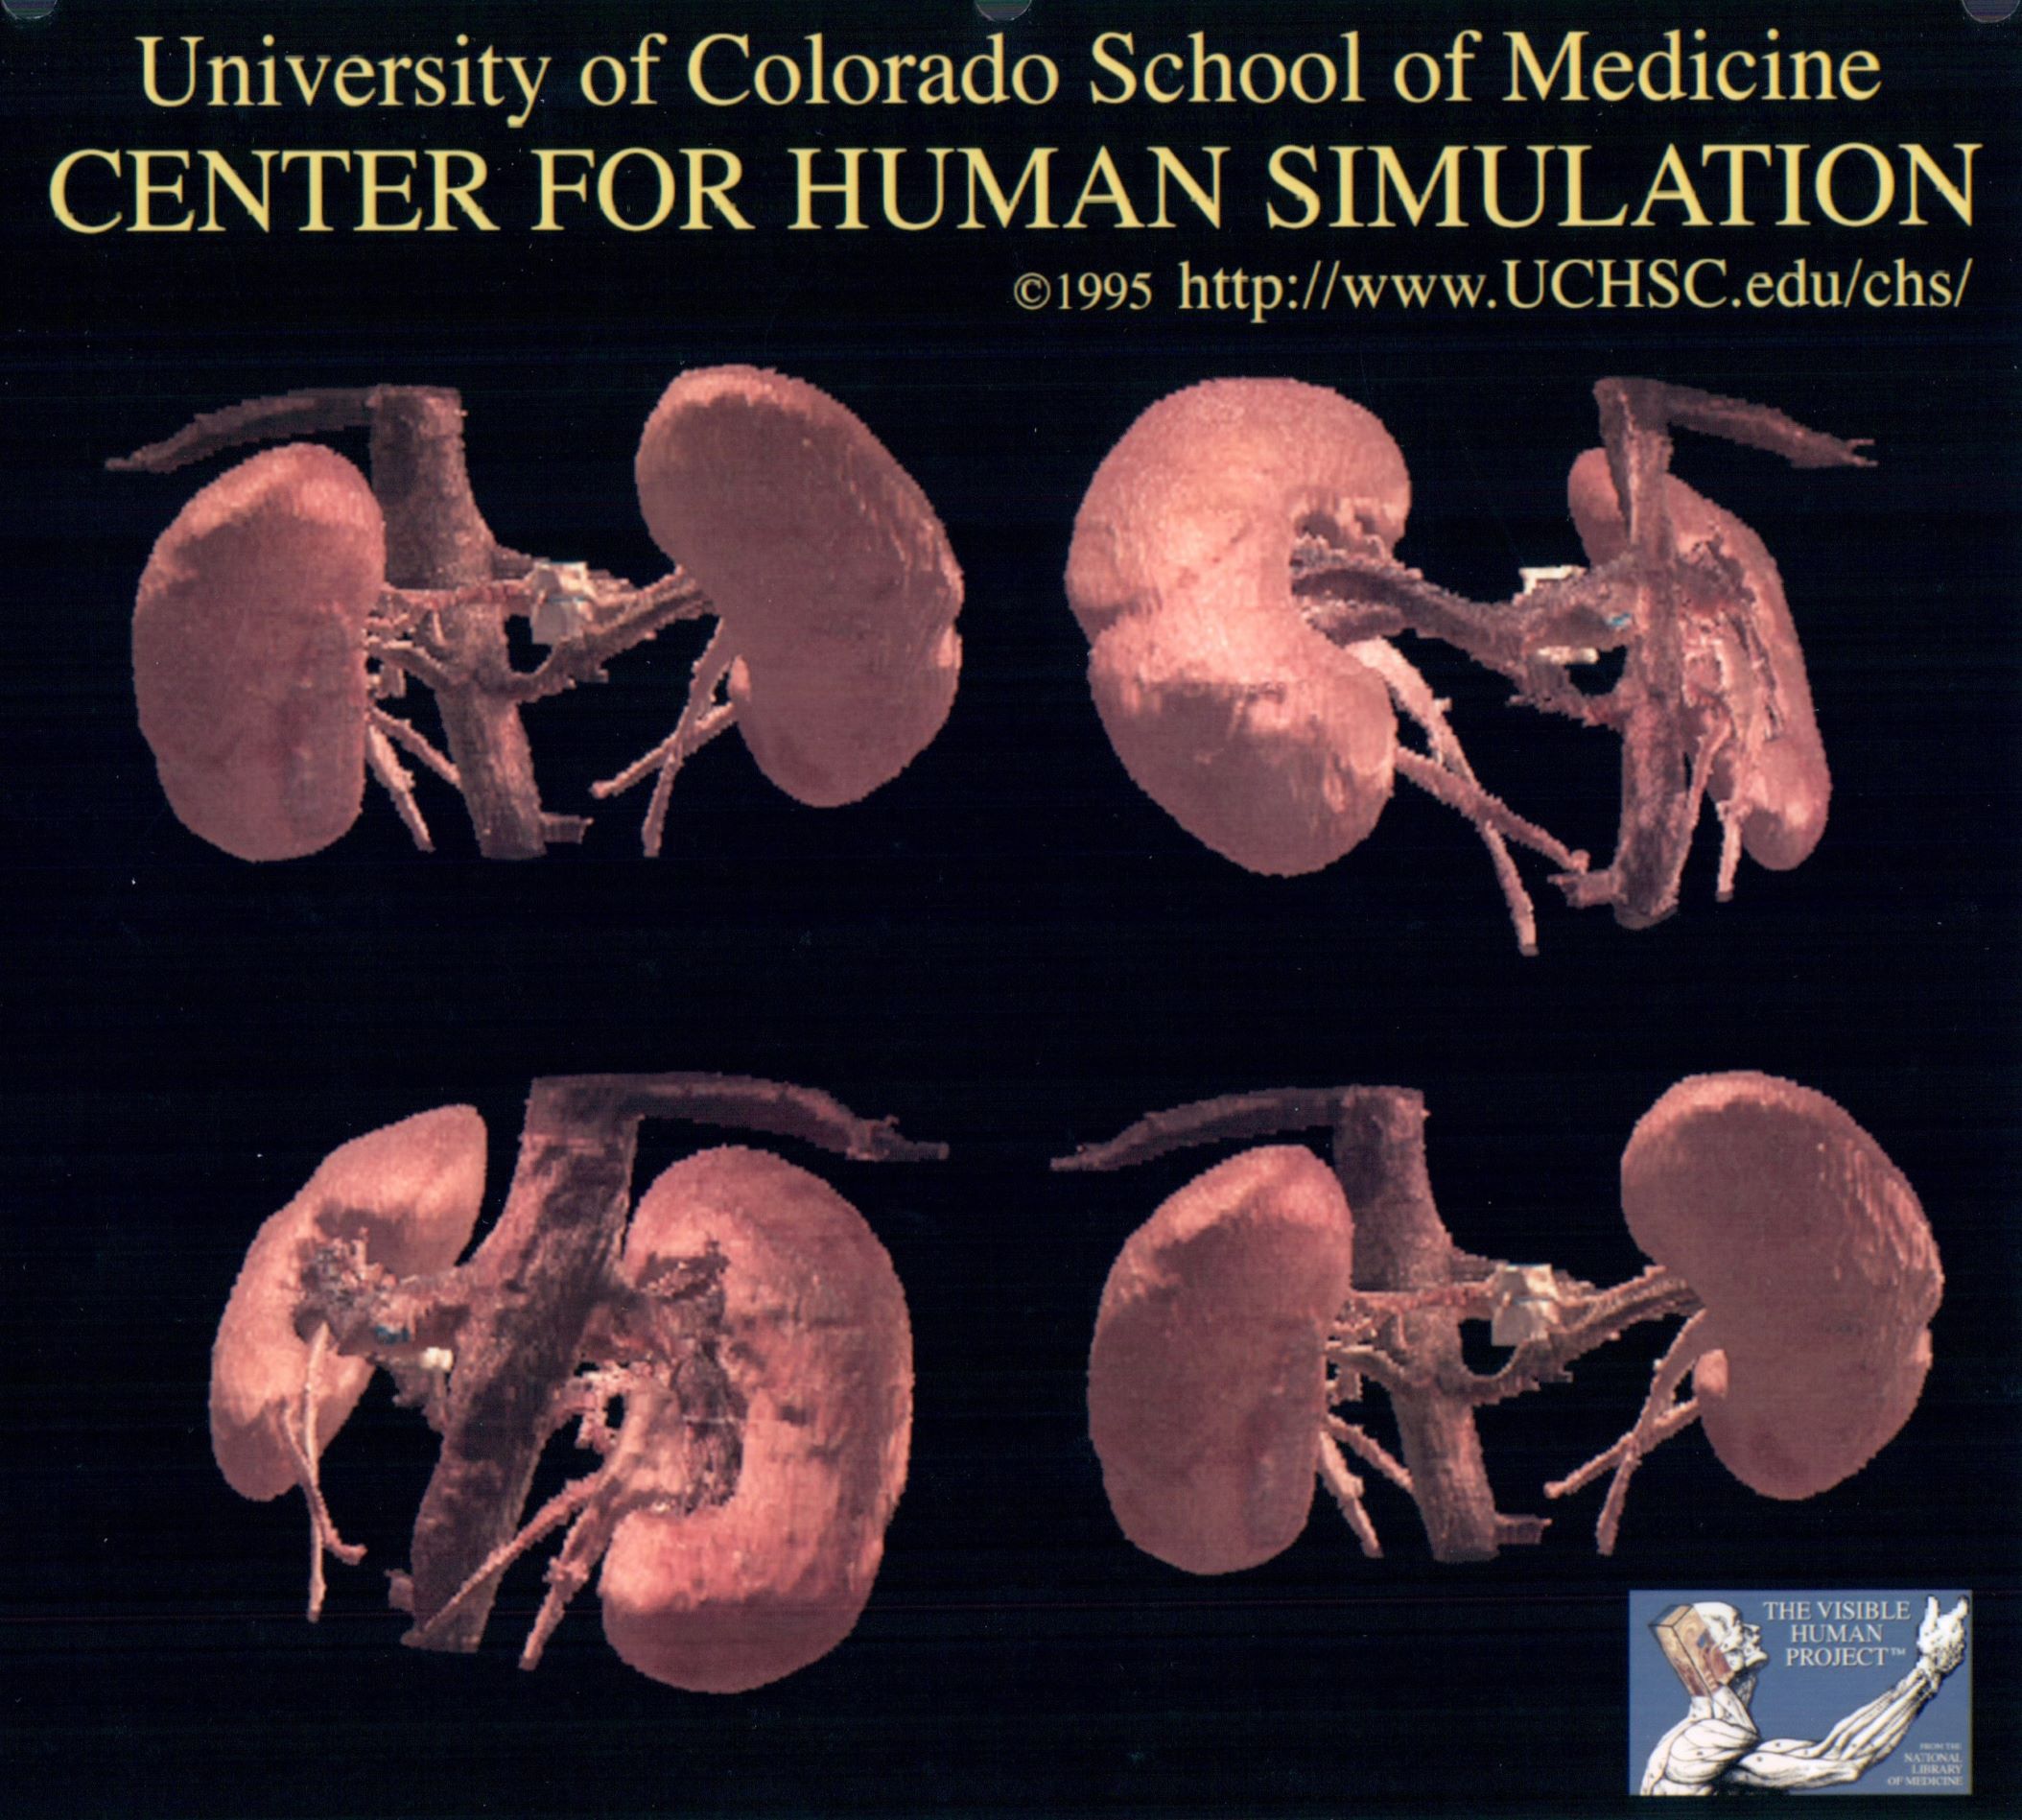 University of Colorado School of Medicine
CENTER FOR HUMAN SIMULATION
©1995 http://www.UCHSC.edu/chs/
THE VISIBLE
HUMAN
PROJECT™
FROM THE
NATIONAL
LIBRARY
OF MEDICINE